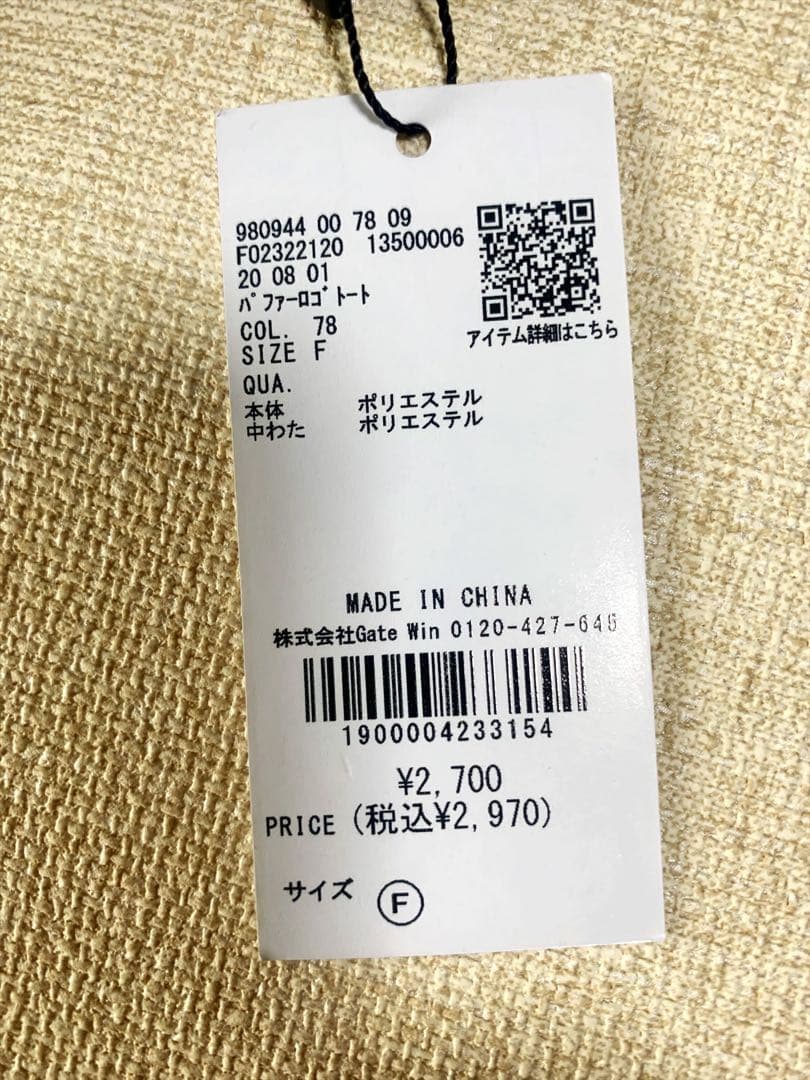 980944 00 78 09
F02322120 13500006
20 08 01
ﾊﾟﾌｧｰﾛｺﾞﾄｰﾄ
COL. 78
SIZE F
アイテム詳細はこちら
QUA.
本体 ポリエステル
中わた ポリエステル
MADE IN CHINA
株式会社Gate Win 0120-427-646
1900004233154
¥2,700
PRICE (税込¥2,970)
サイズ F